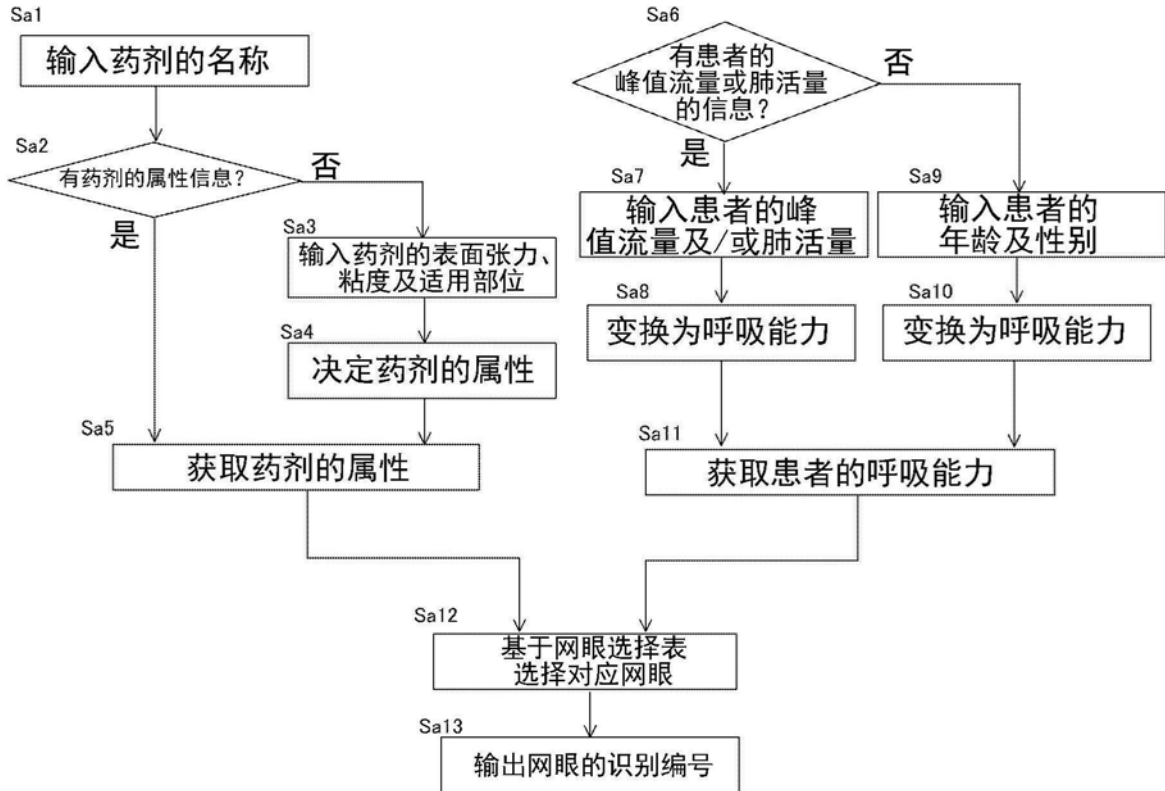 Sa1
输入药剂的名称
Sa2
有药剂的属性信息?
否
是
Sa3
输入药剂的表面张力、
粘度及适用部位
Sa4
决定药剂的属性
Sa5
获取药剂的属性
Sa6
有患者的
峰值流量或肺活量
的信息?
否
是
Sa7
输入患者的峰
值流量及/或肺活量
Sa8
变换为呼吸能力
Sa9
输入患者的
年龄及性别
Sa10
变换为呼吸能力
Sa11
获取患者的呼吸能力
Sa12
基于网眼选择表
选择对应网眼
Sa13
输出网眼的识别编号